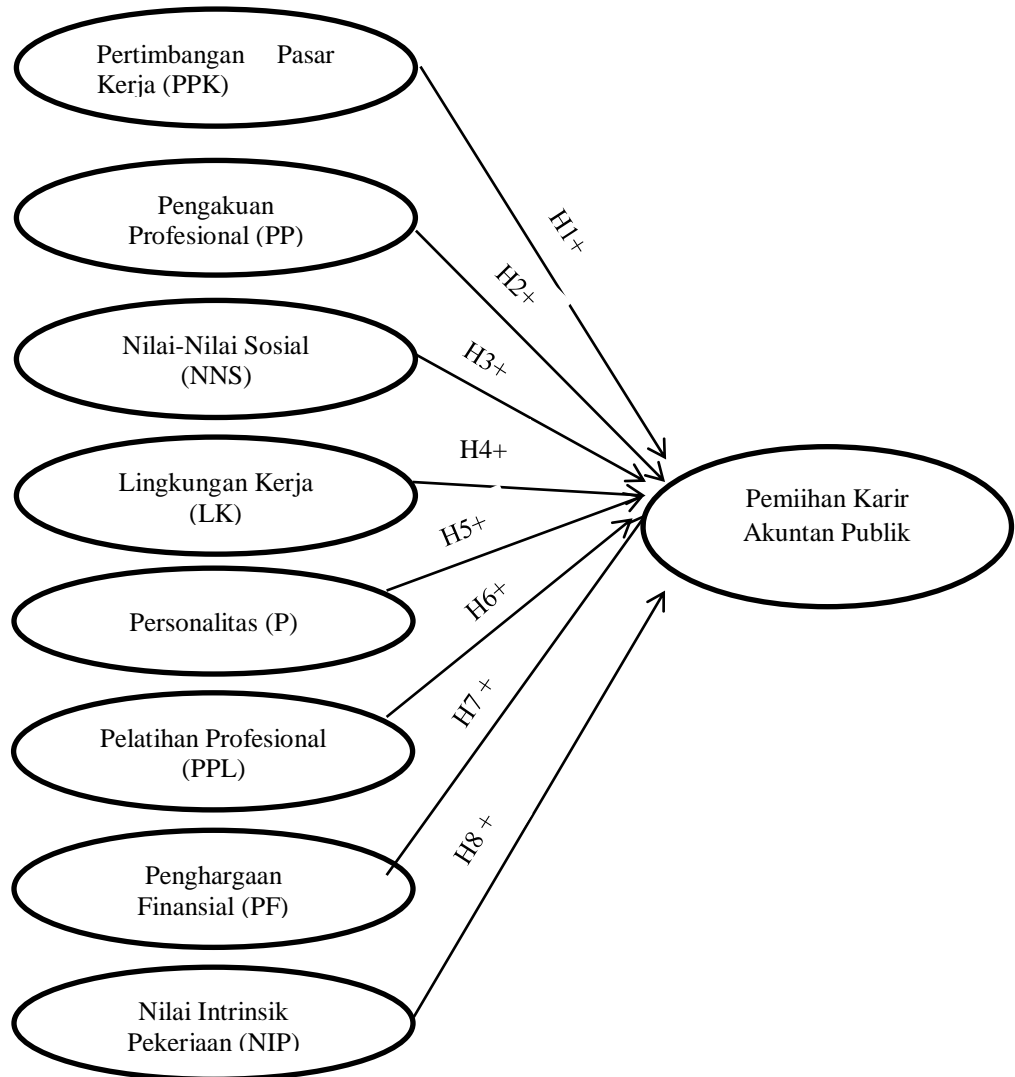 Pertimbangan Pasar
Kerja (PPK)
Pengakuan
Profesional (PP)
Nilai-Nilai Sosial
(NNS)
Lingkungan Kerja
(LK)
Personalitas (P)
Pelatihan Profesional
(PPL)
Penghargaan
Finansial (PF)
Nilai Intrinsik
Pekerjaan (NIP)
H1+
H2+
H3+
H4+
H5+
H6+
H7 +
H8 +
Pemiihan Karir
Akuntan Publik